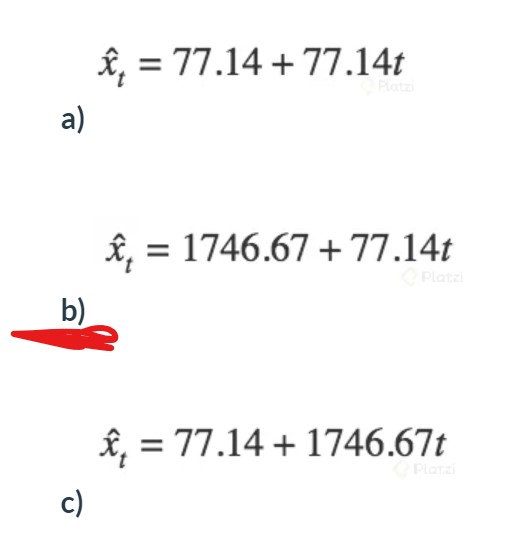 x̂ₜ = 77.14 + 77.14t
Platzi
a)
x̂ₜ = 1746.67 + 77.14t
Platzi
b)
x̂ₜ = 77.14 + 1746.67t
Platzi
c)